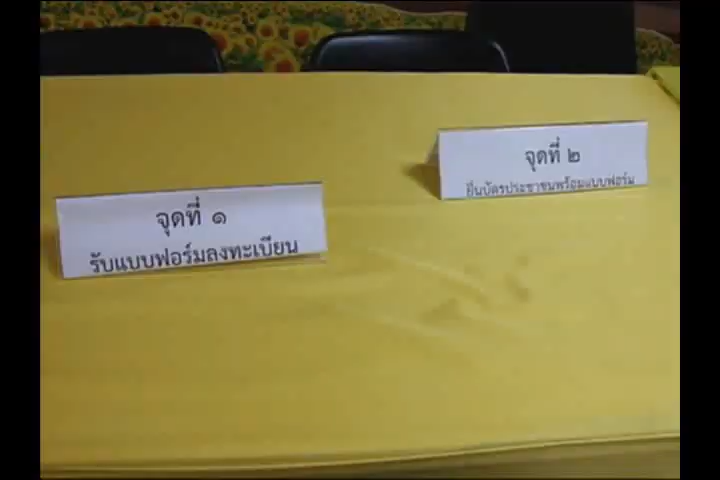 จุดที่ ๑
รับแบบฟอร์มลงทะเบียน
จุดที่ ๒
ยื่นบัตรประชาชนพร้อมแบบฟอร์ม